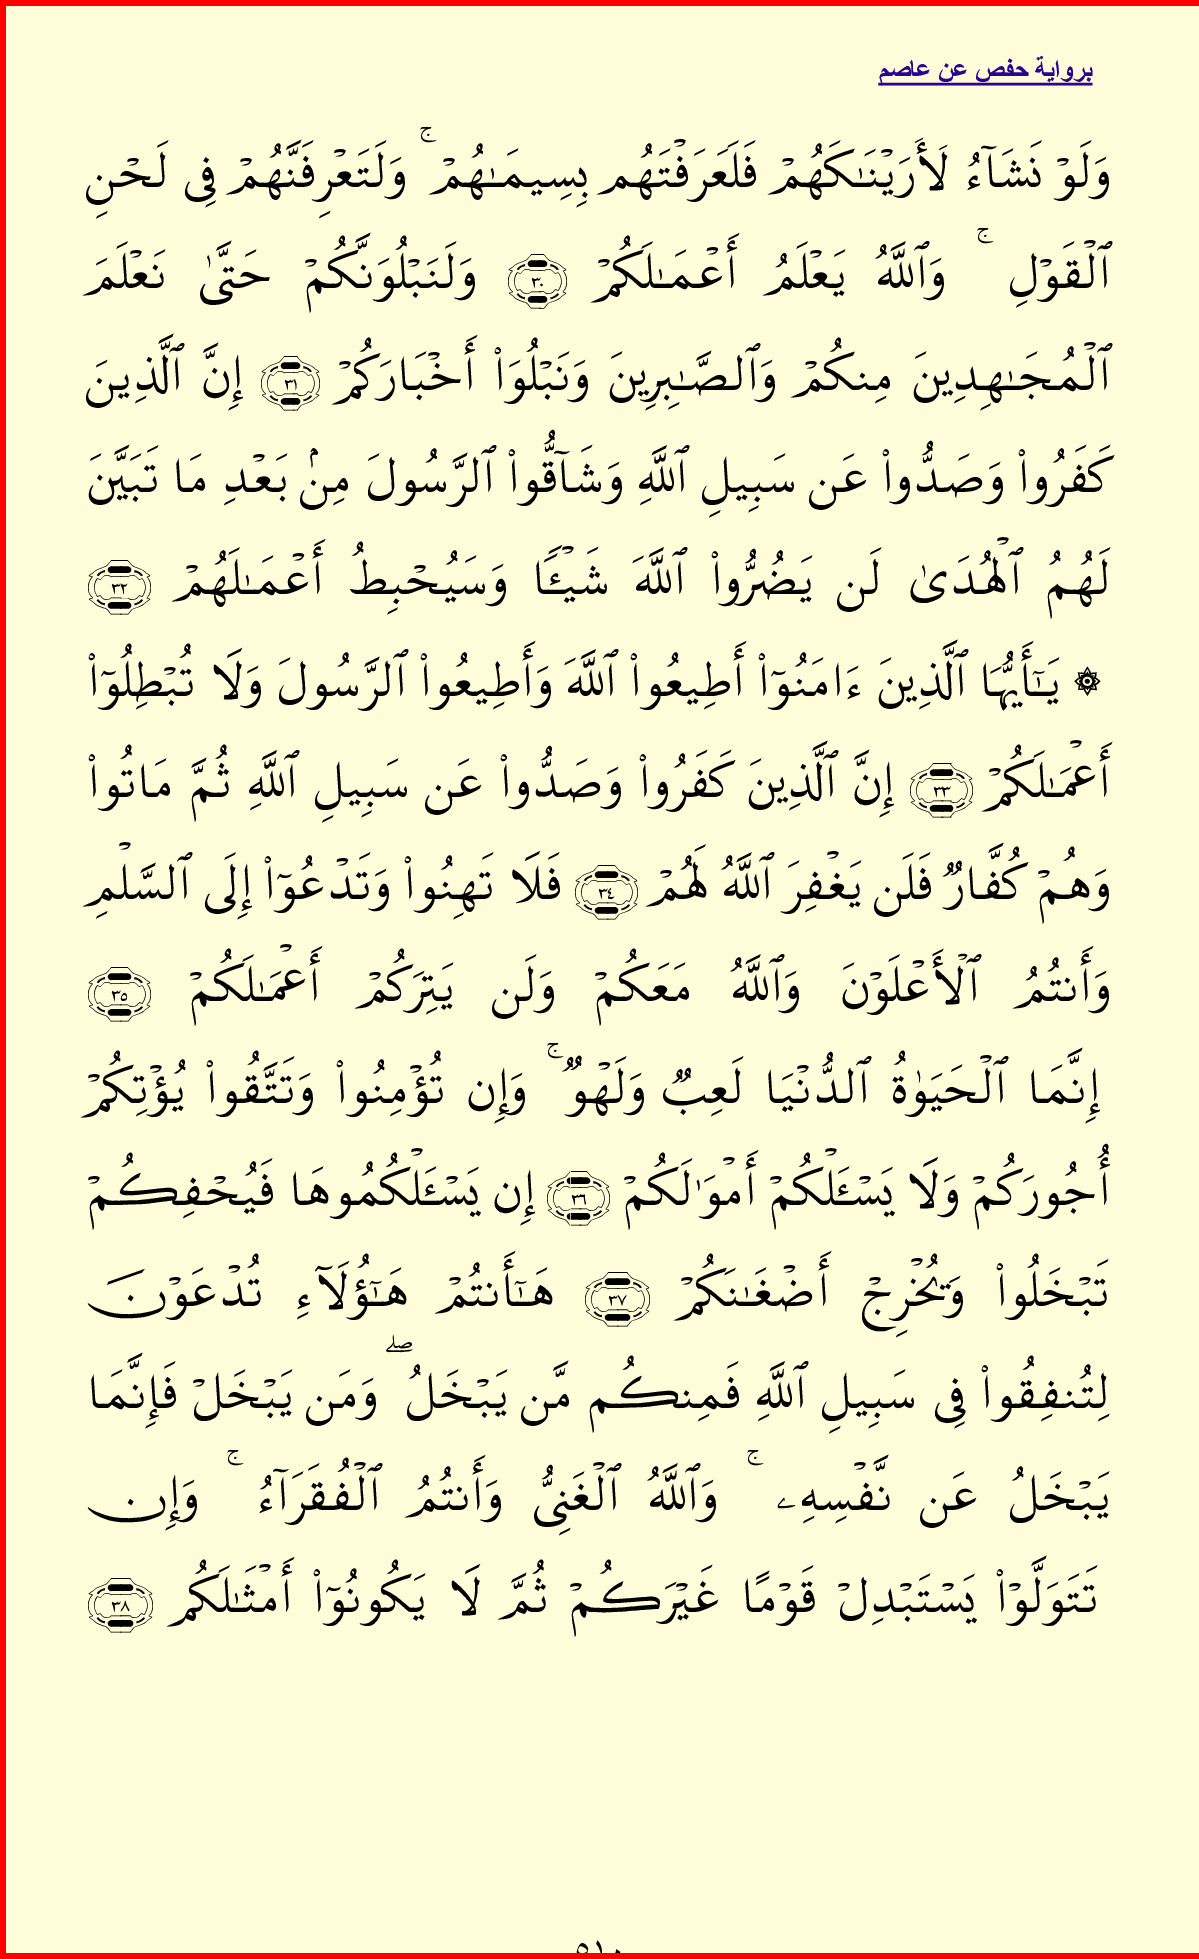 برواية حفص عن عاصم
وَلَوۡ نَشَآءُ لَأَرَيۡنَـٰكَهُمۡ فَلَعَرَفۡتَهُم بِسِيمَـٰهُمۡۚ وَلَتَعۡرِفَنَّهُمۡ فِى لَحۡنِ
ٱلۡقَوۡلِۚ وَٱللَّهُ يَعۡلَمُ أَعۡمَـٰلَكُمۡ ٣٠ وَلَنَبۡلُوَنَّكُمۡ حَتَّىٰ نَعۡلَمَ
ٱلۡمُجَـٰهِدِينَ مِنكُمۡ وَٱلصَّـٰبِرِينَ وَنَبۡلُوَا۟ أَخۡبَارَكُمۡ ٣١ إِنَّ ٱلَّذِينَ
كَفَرُوا۟ وَصَدُّوا۟ عَن سَبِيلِ ٱللَّهِ وَشَآقُّوا۟ ٱلرَّسُولَ مِنۢ بَعۡدِ مَا تَبَيَّنَ
لَهُمُ ٱلۡهُدَىٰ لَن يَضُرُّوا۟ ٱللَّهَ شَيۡـًٔا وَسَيُحۡبِطُ أَعۡمَـٰلَهُمۡ ٣٢
۞ يَـٰٓأَيُّهَا ٱلَّذِينَ ءَامَنُوٓا۟ أَطِيعُوا۟ ٱللَّهَ وَأَطِيعُوا۟ ٱلرَّسُولَ وَلَا تُبۡطِلُوٓا۟
أَعۡمَـٰلَكُمۡ ٣٣ إِنَّ ٱلَّذِينَ كَفَرُوا۟ وَصَدُّوا۟ عَن سَبِيلِ ٱللَّهِ ثُمَّ مَاتُوا۟
وَهُمۡ كُفَّارٌ فَلَن يَغۡفِرَ ٱللَّهُ لَهُمۡ ٣٤ فَلَا تَهِنُوا۟ وَتَدۡعُوٓا۟ إِلَى ٱلسَّلۡمِ
وَأَنتُمُ ٱلۡأَعۡلَوۡنَ وَٱللَّهُ مَعَكُمۡ وَلَن يَتِرَكُمۡ أَعۡمَـٰلَكُمۡ ٣٥
إِنَّمَا ٱلۡحَيَوٰةُ ٱلدُّنۡيَا لَعِبٌ وَلَهۡوٌۚ وَإِن تُؤۡمِنُوا۟ وَتَتَّقُوا۟ يُؤۡتِكُمۡ
أُجُورَكُمۡ وَلَا يَسۡـَٔلۡكُمۡ أَمۡوَٰلَكُمۡ ٣٦ إِن يَسۡـَٔلۡكُمُوهَا فَيُحۡفِكُمۡ
تَبۡخَلُوا۟ وَيُخۡرِجۡ أَضۡغَـٰنَكُمۡ ٣٧ هَـٰٓأَنتُمۡ هَـٰٓؤُلَآءِ تُدۡعَوۡنَ
لِتُنفِقُوا۟ فِى سَبِيلِ ٱللَّهِ فَمِنكُم مَّن يَبۡخَلُۖ وَمَن يَبۡخَلۡ فَإِنَّمَا
يَبۡخَلُ عَن نَّفۡسِهِۦۚ وَٱللَّهُ ٱلۡغَنِىُّ وَأَنتُمُ ٱلۡفُقَرَآءُۚ وَإِن
تَتَوَلَّوۡا۟ يَسۡتَبۡدِلۡ قَوۡمًا غَيۡرَكُمۡ ثُمَّ لَا يَكُونُوٓا۟ أَمۡثَـٰلَكُم ٣٨
٥١٠